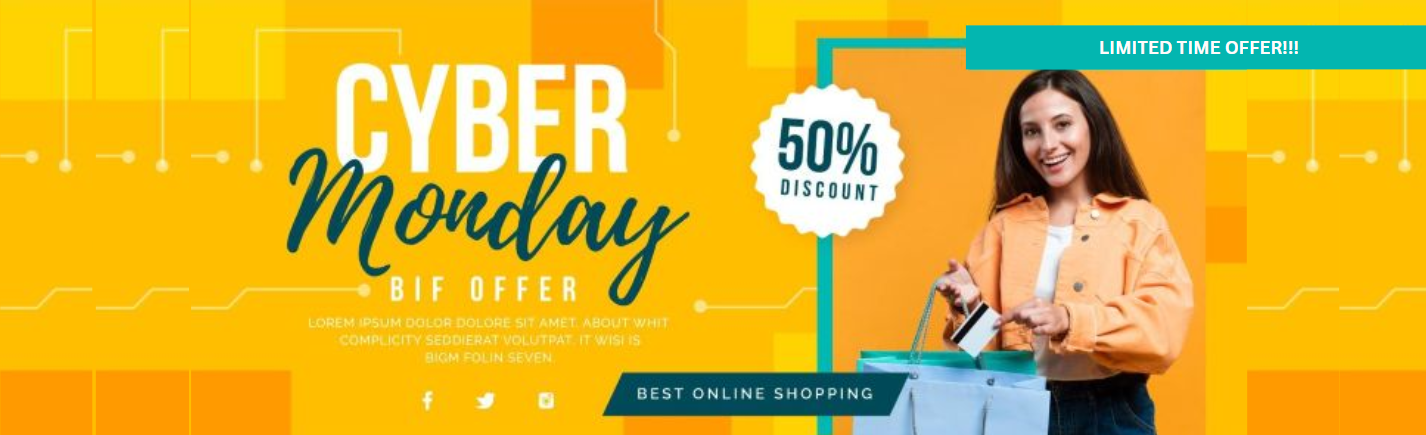 LIMITED TIME OFFER!!!
CYBER
Monday
BIF OFFER
LOREM IPSUM DOLOR DOLORE SIT AMET. ABOUT WHIT
COMPLICITY SEDDIERAT VOLUTPAT. IT WISI IS
BIGM FOLIN SEVEN.
50%
DISCOUNT
BEST ONLINE SHOPPING